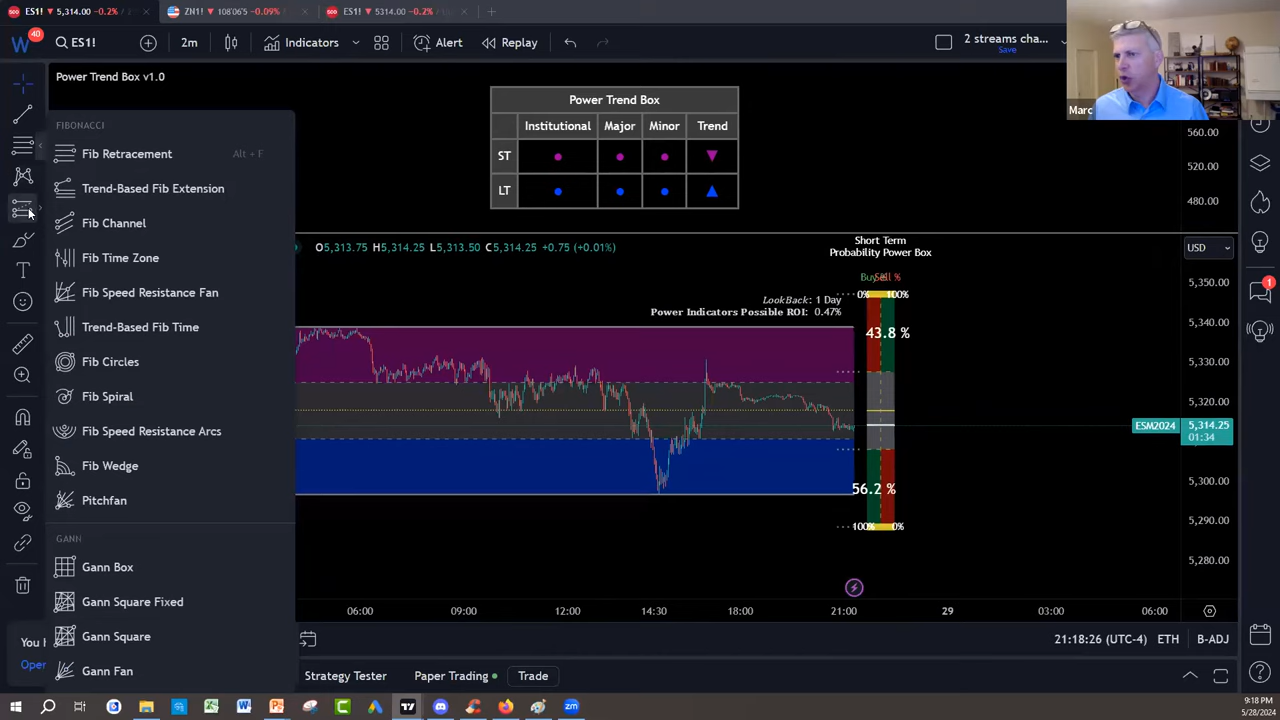 ES1! ▼ 5,314.00 -0.2%
ZN1! ▼ 108'06'5 -0.09%
ES1! ▼ 5314.00 -0.2%
40
ES1!
2m
Indicators
Alert
Replay
2 streams cha...
Save
Marc
Power Trend Box v1.0
FIBONACCI
Fib Retracement Alt + F
Trend-Based Fib Extension
Fib Channel
Fib Time Zone
Fib Speed Resistance Fan
Trend-Based Fib Time
Fib Circles
Fib Spiral
Fib Speed Resistance Arcs
Fib Wedge
Pitchfan
GANN
Gann Box
Gann Square Fixed
Gann Square
Gann Fan
Power Trend Box
Institutional Major Minor Trend
ST
LT
560.00
520.00
480.00
O5,313.75 H5,314.25 L5,313.50 C5,314.25 +0.75 (+0.01%)
Short Term
Probability Power Box
Sell %
0% 100%
LookBack: 1 Day
Power Indicators Possible ROI: 0.47%
43.8 %
56.2 %
100% 0%
USD
5,350.00
5,340.00
5,330.00
5,320.00
ESM2024 5,314.25
01:34
5,300.00
5,290.00
5,280.00
1
06:00 09:00 12:00 14:30 18:00 21:00 29 03:00 06:00
21:18:26 (UTC-4) ETH B-ADJ
Strategy Tester Paper Trading Trade
9:18 PM
5/28/2024